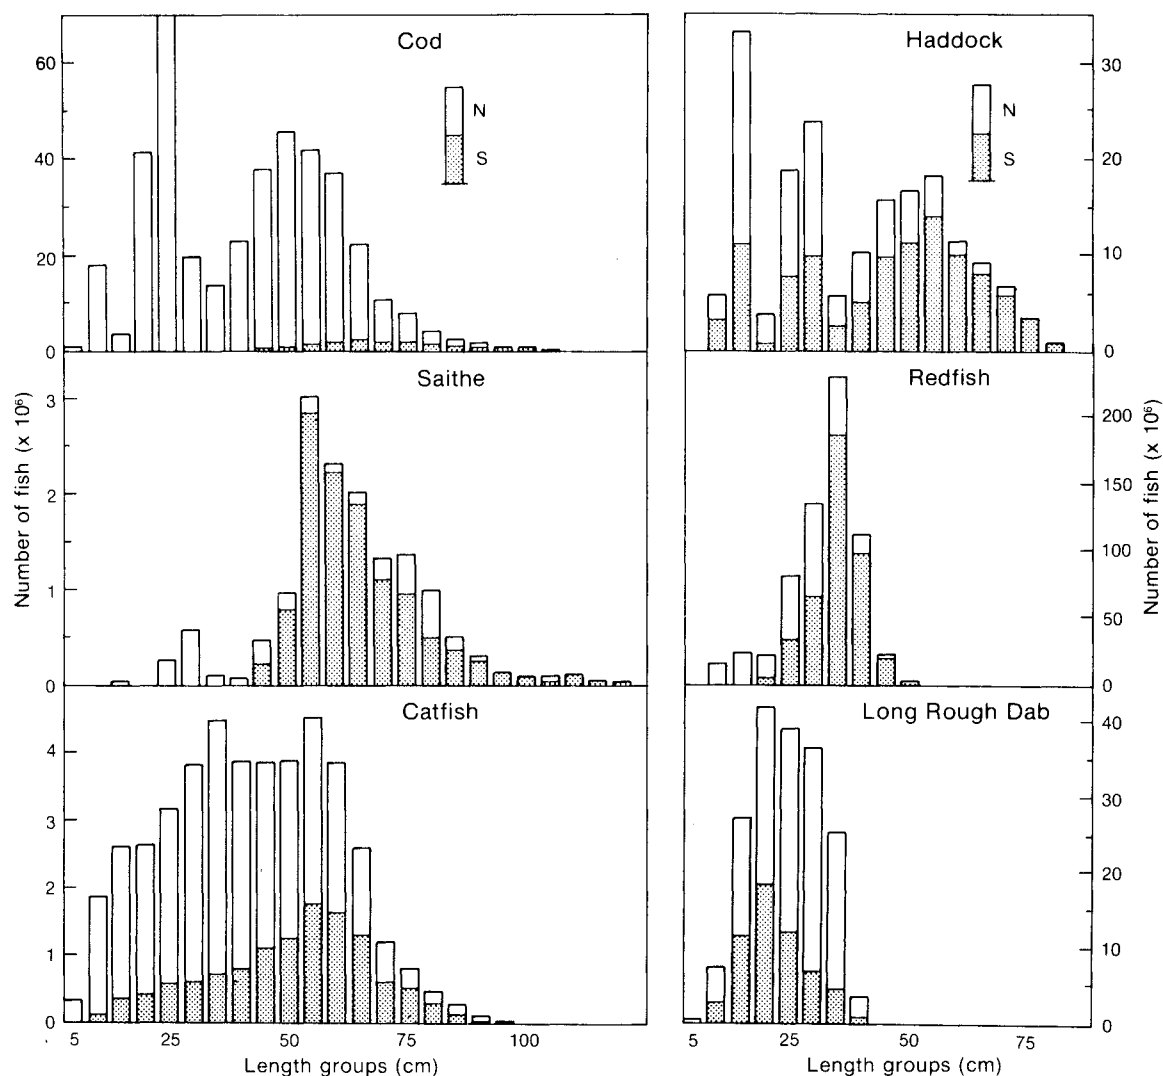 Cod
60
40
20
0
N
S
Haddock
30
20
10
0
N
S
Saithe
3
2
1
0
Redfish
200
150
100
50
0
Catfish
4
3
2
1
0
5 25 50 75 100
Length groups (cm)
Long Rough Dab
40
30
20
10
0
5 25 50 75
Length groups (cm)
Number of fish (x 10⁶)
Number of fish (x 10⁶)